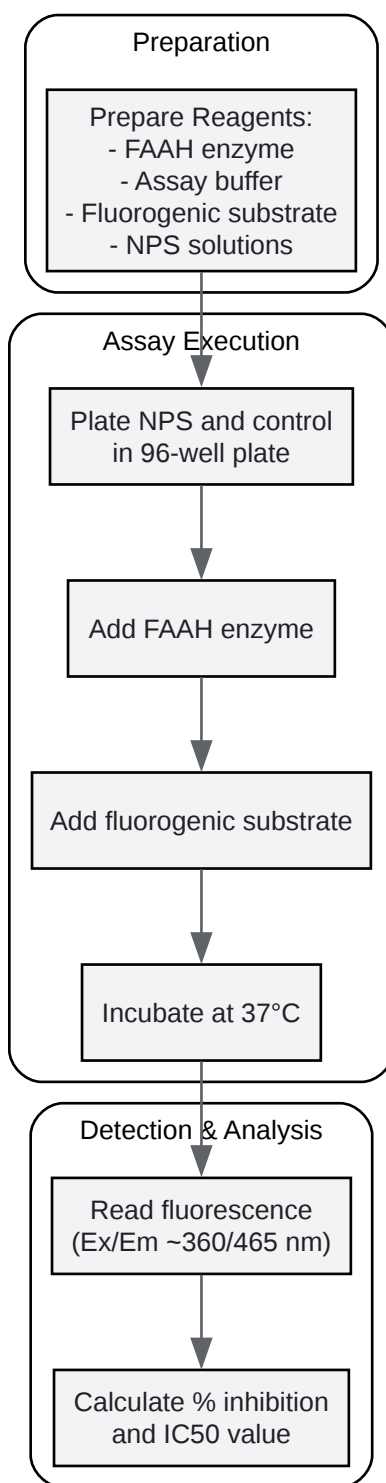 Preparation
Prepare Reagents:
- FAAH enzyme
- Assay buffer
- Fluorogenic substrate
- NPS solutions
Assay Execution
Plate NPS and control
in 96-well plate
Add FAAH enzyme
Add fluorogenic substrate
Incubate at 37°C
Detection & Analysis
Read fluorescence
(Ex/Em ~360/465 nm)
Calculate % inhibition
and IC50 value